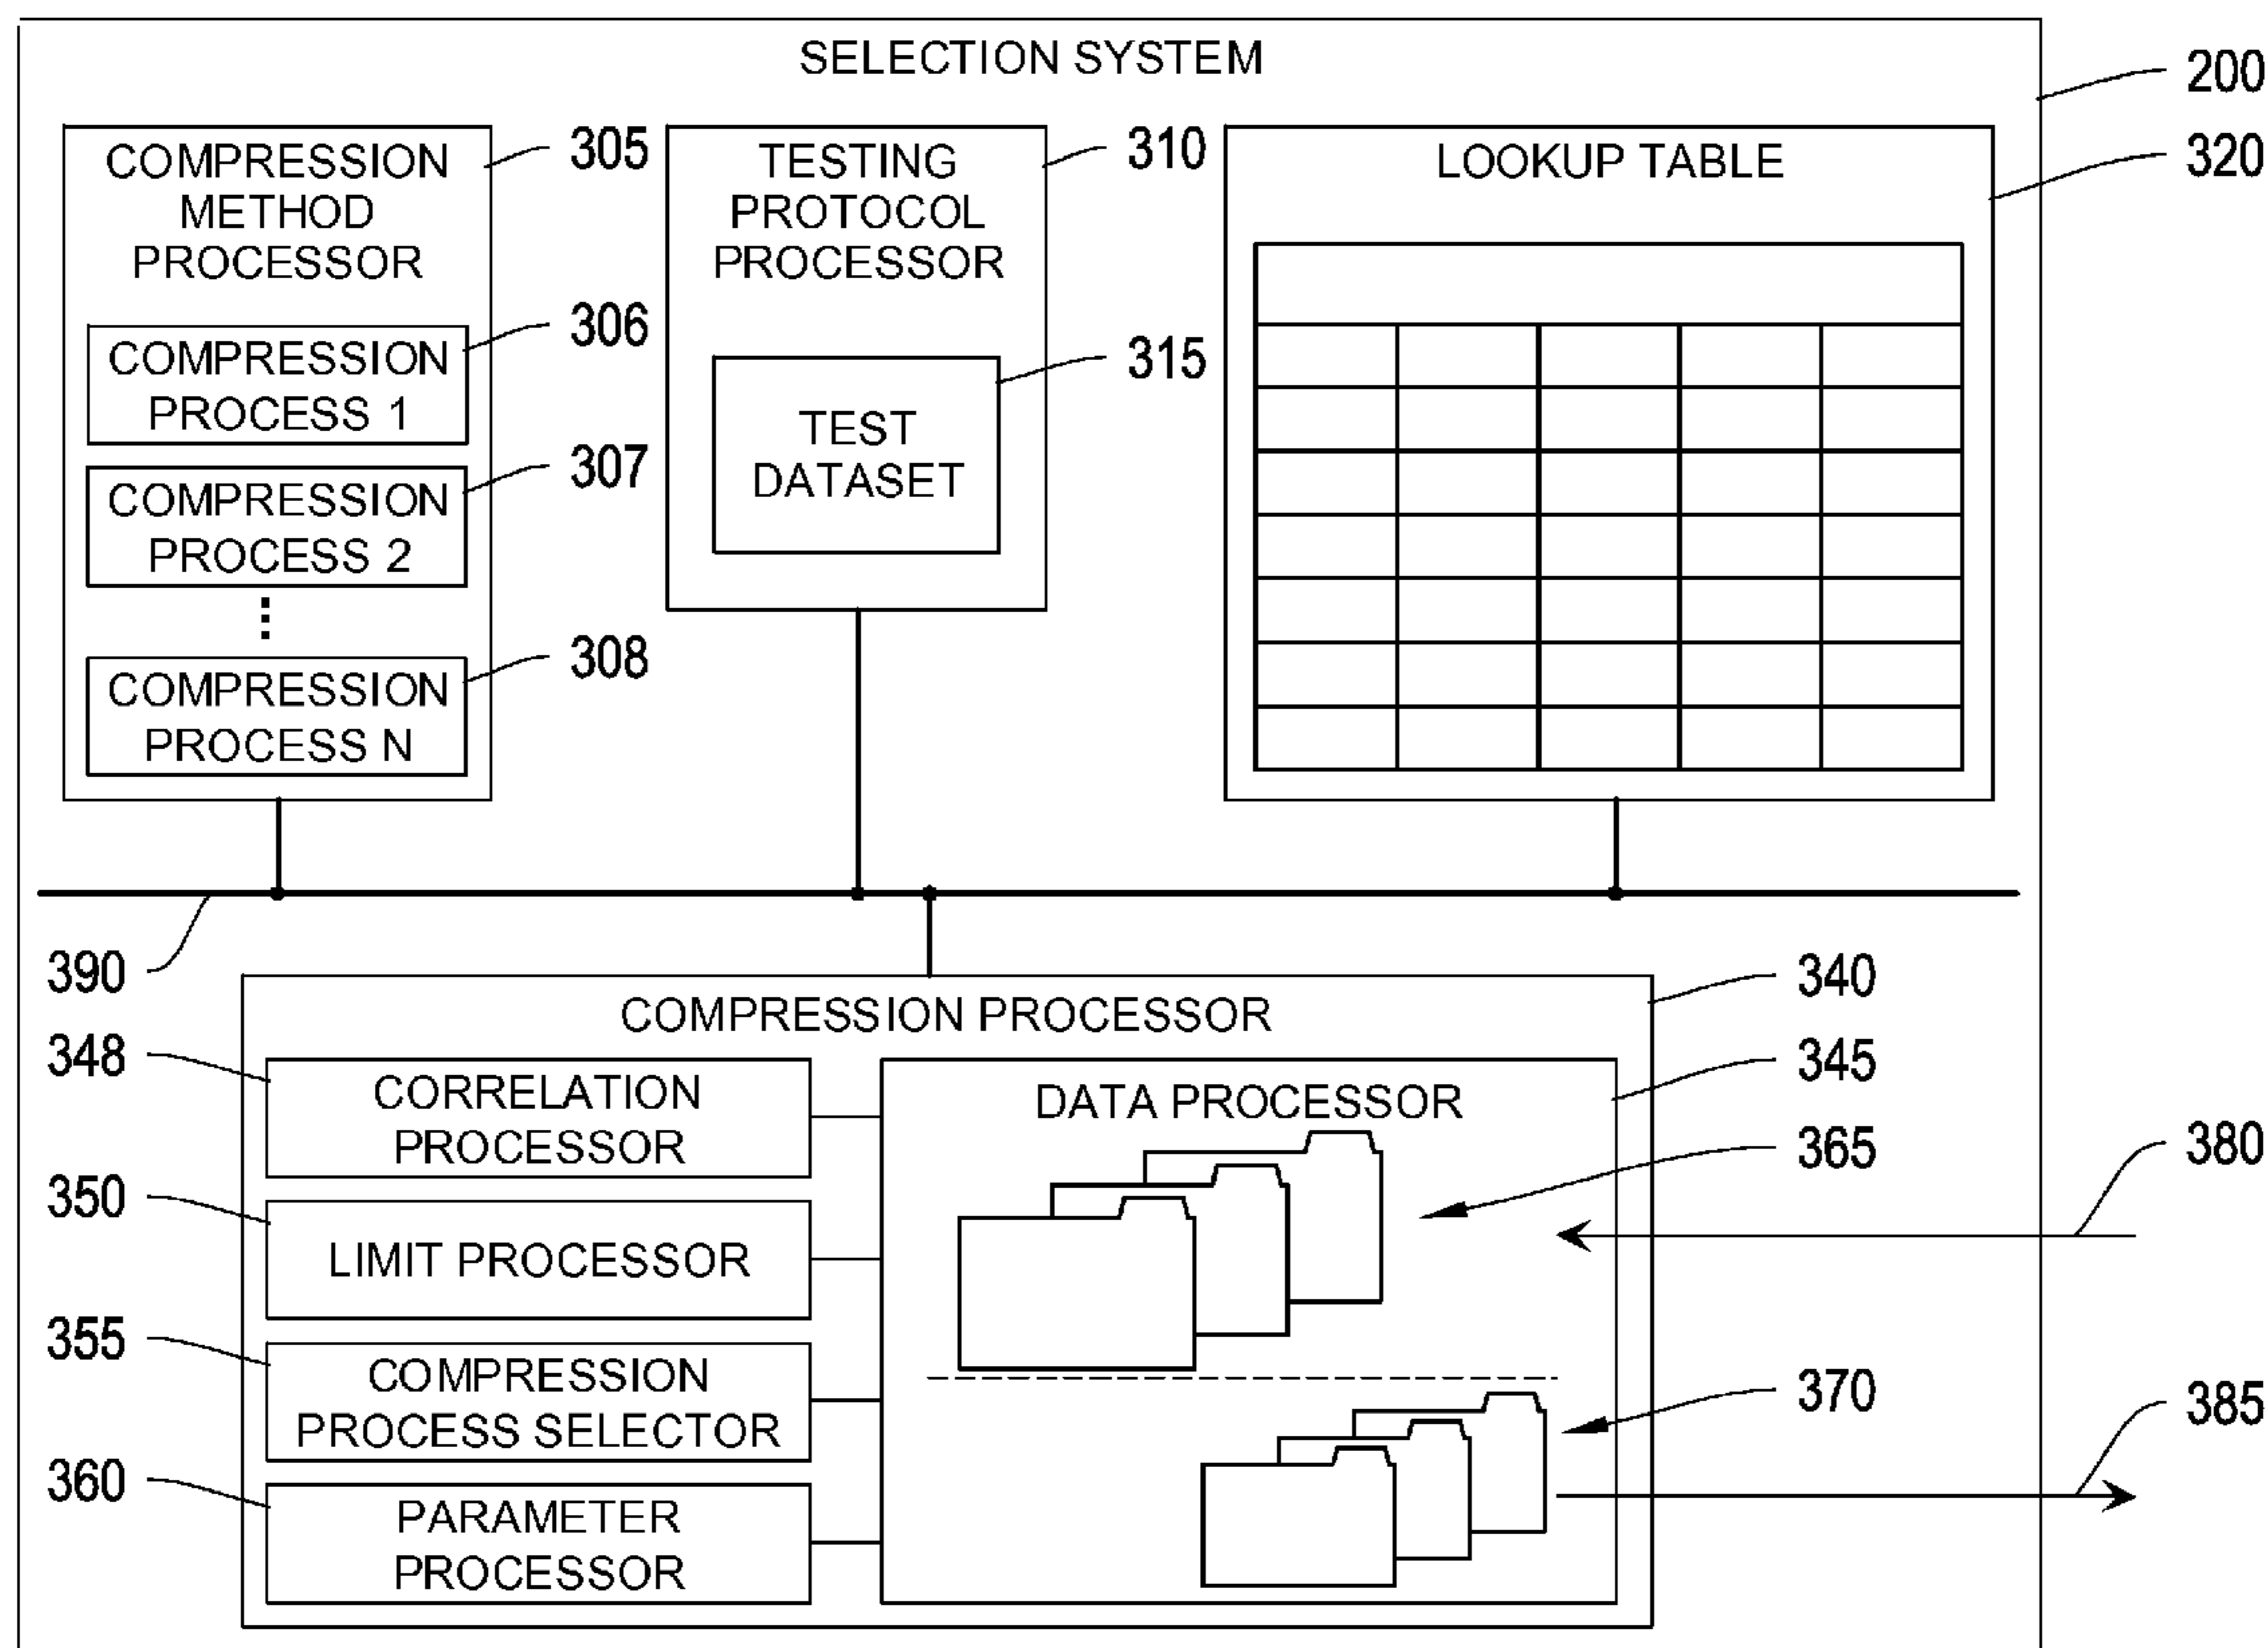 SELECTION SYSTEM
200
COMPRESSION
METHOD
PROCESSOR
305
COMPRESSION
PROCESS 1
306
COMPRESSION
PROCESS 2
307
COMPRESSION
PROCESS N
308
TESTING
PROTOCOL
PROCESSOR
310
TEST
DATASET
315
LOOKUP TABLE
320
390
COMPRESSION PROCESSOR
340
348
CORRELATION
PROCESSOR
350
LIMIT PROCESSOR
355
COMPRESSION
PROCESS SELECTOR
360
PARAMETER
PROCESSOR
DATA PROCESSOR
345
365
370
380
385